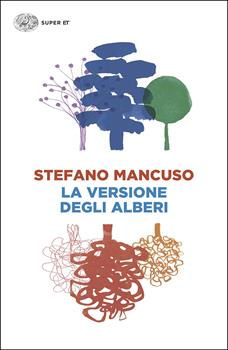 SUPER ET
STEFANO MANCUSO
LA VERSIONE
DEGLI ALBERI